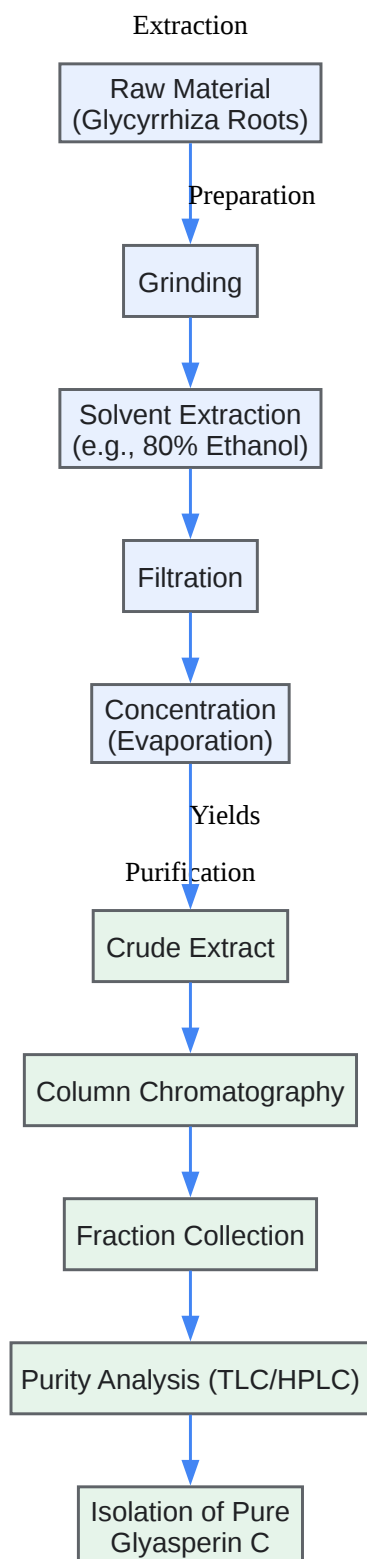 Extraction
Raw Material
(Glycyrrhiza Roots)
Preparation
Grinding
Solvent Extraction
(e.g., 80% Ethanol)
Filtration
Concentration
(Evaporation)
Yields
Purification
Crude Extract
Column Chromatography
Fraction Collection
Purity Analysis (TLC/HPLC)
Isolation of Pure
Glyasperin C